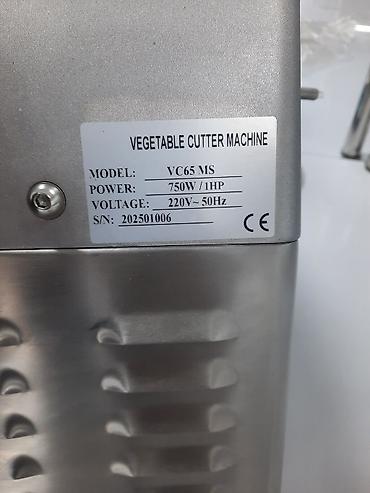 VEGETABLE CUTTER MACHINE
MODEL: VC65 MS
POWER: 750W / 1HP
VOLTAGE: 220V~ 50Hz
S/N: 202501006
CE